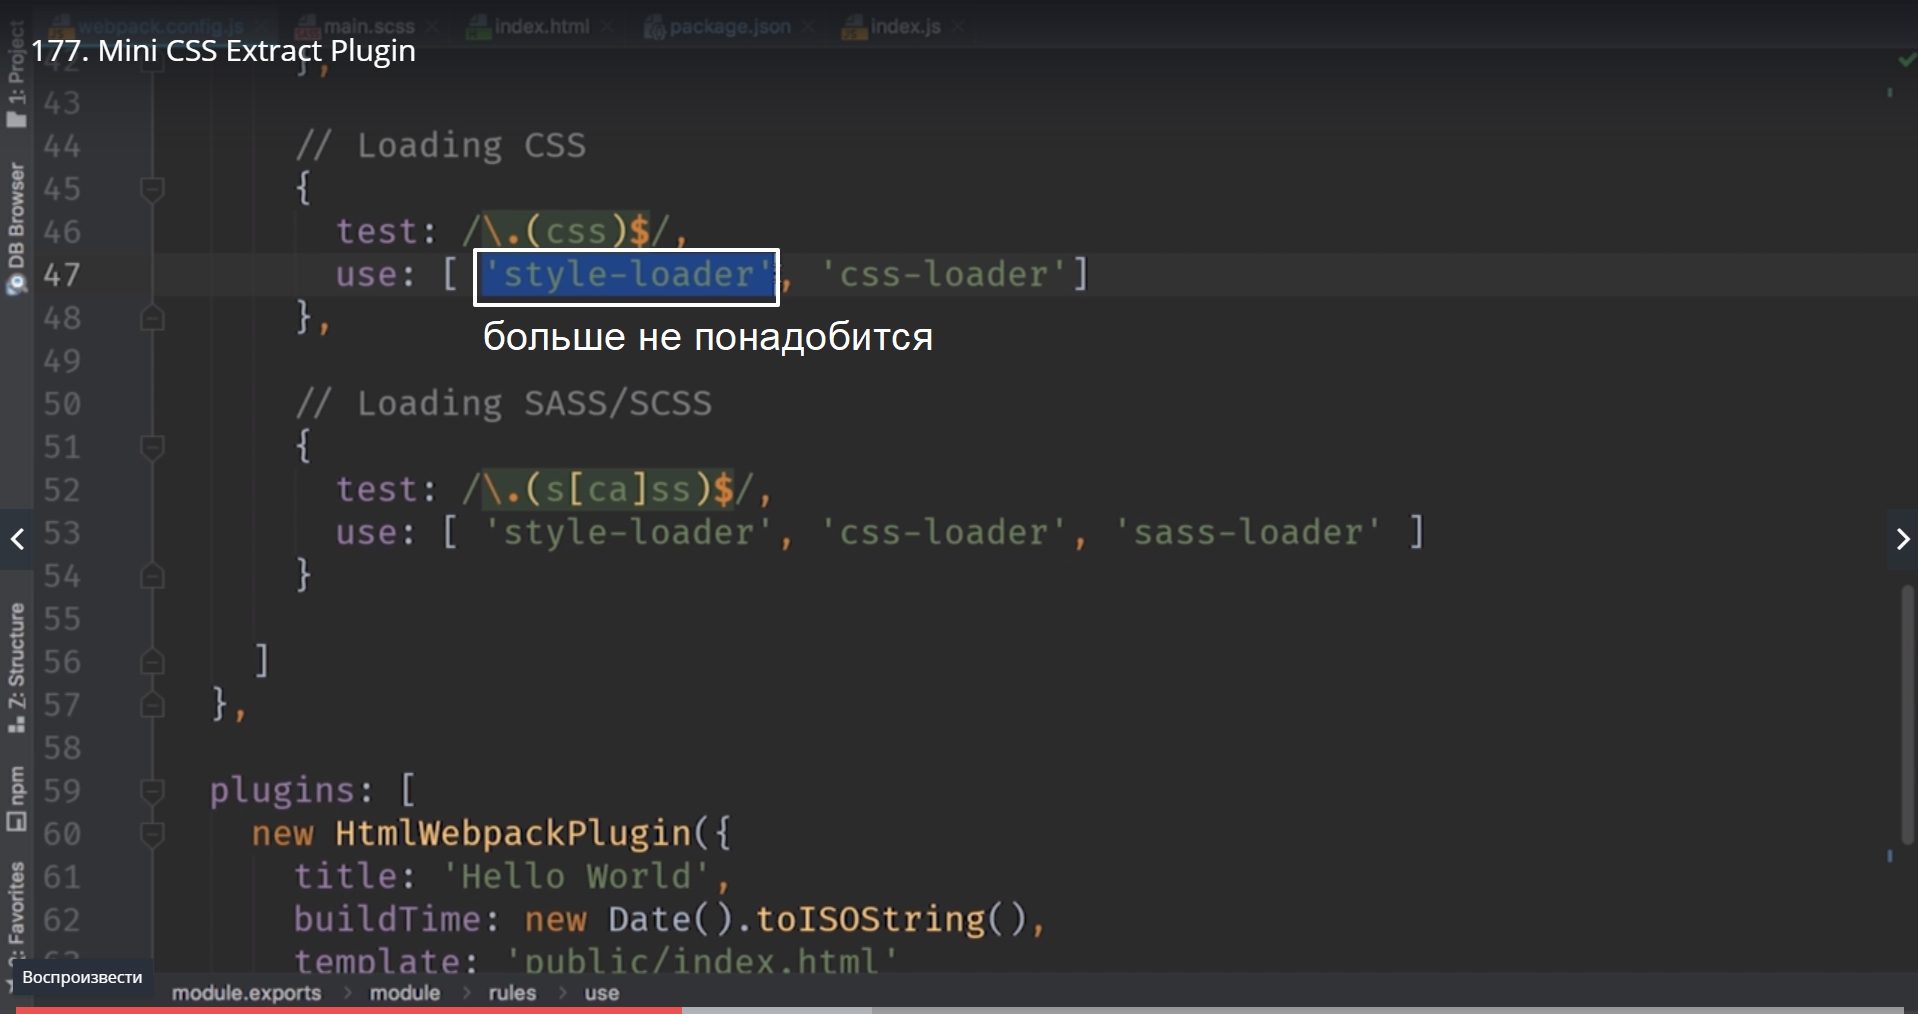 webpack.config.js main.scss index.html package.json index.js
177. Mini CSS Extract Plugin
1: Project
DB Browser
Z: Structure
npm
Favorites
42 },
43
44 // Loading CSS
45 {
46 test: /\.(css)$/,
47 use: [ 'style-loader', 'css-loader']
48 },
больше не понадобится
49
50 // Loading SASS/SCSS
51 {
52 test: /\.(s[ca]ss)$/,
53 use: [ 'style-loader', 'css-loader', 'sass-loader' ]
54 }
55
56 ]
57 },
58
59 plugins: [
60 new HtmlWebpackPlugin({
61 title: 'Hello World',
62 buildTime: new Date().toISOString(),
63 template: 'public/index.html'
Воспроизвести
module.exports > module > rules > use